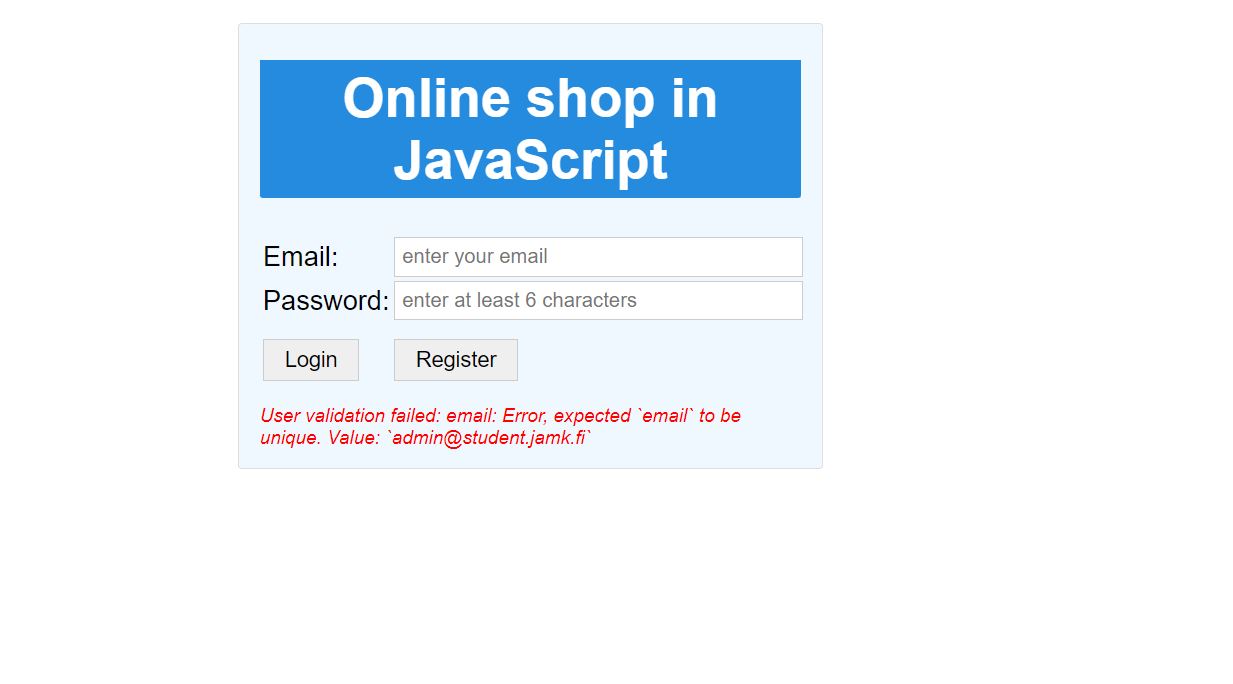 Online shop in
JavaScript
Email: enter your email
Password: enter at least 6 characters
Login Register
User validation failed: email: Error, expected `email` to be
unique. Value: `admin@student.jamk.fi`